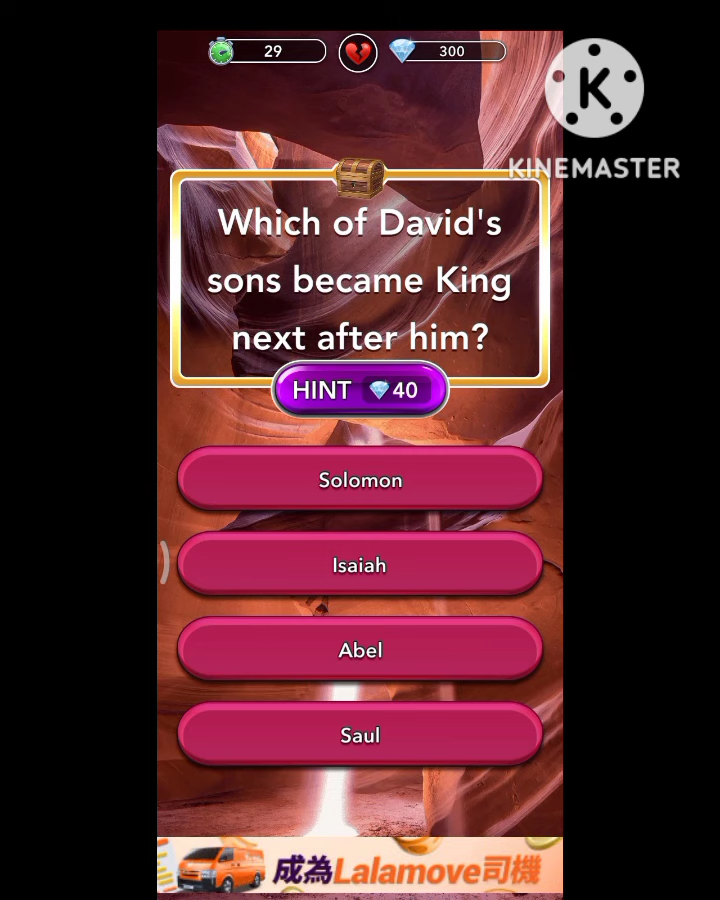 29
300
KINEMASTER
Which of David's
sons became King
next after him?
HINT 40
Solomon
Isaiah
Abel
Saul
成為Lalamove司機